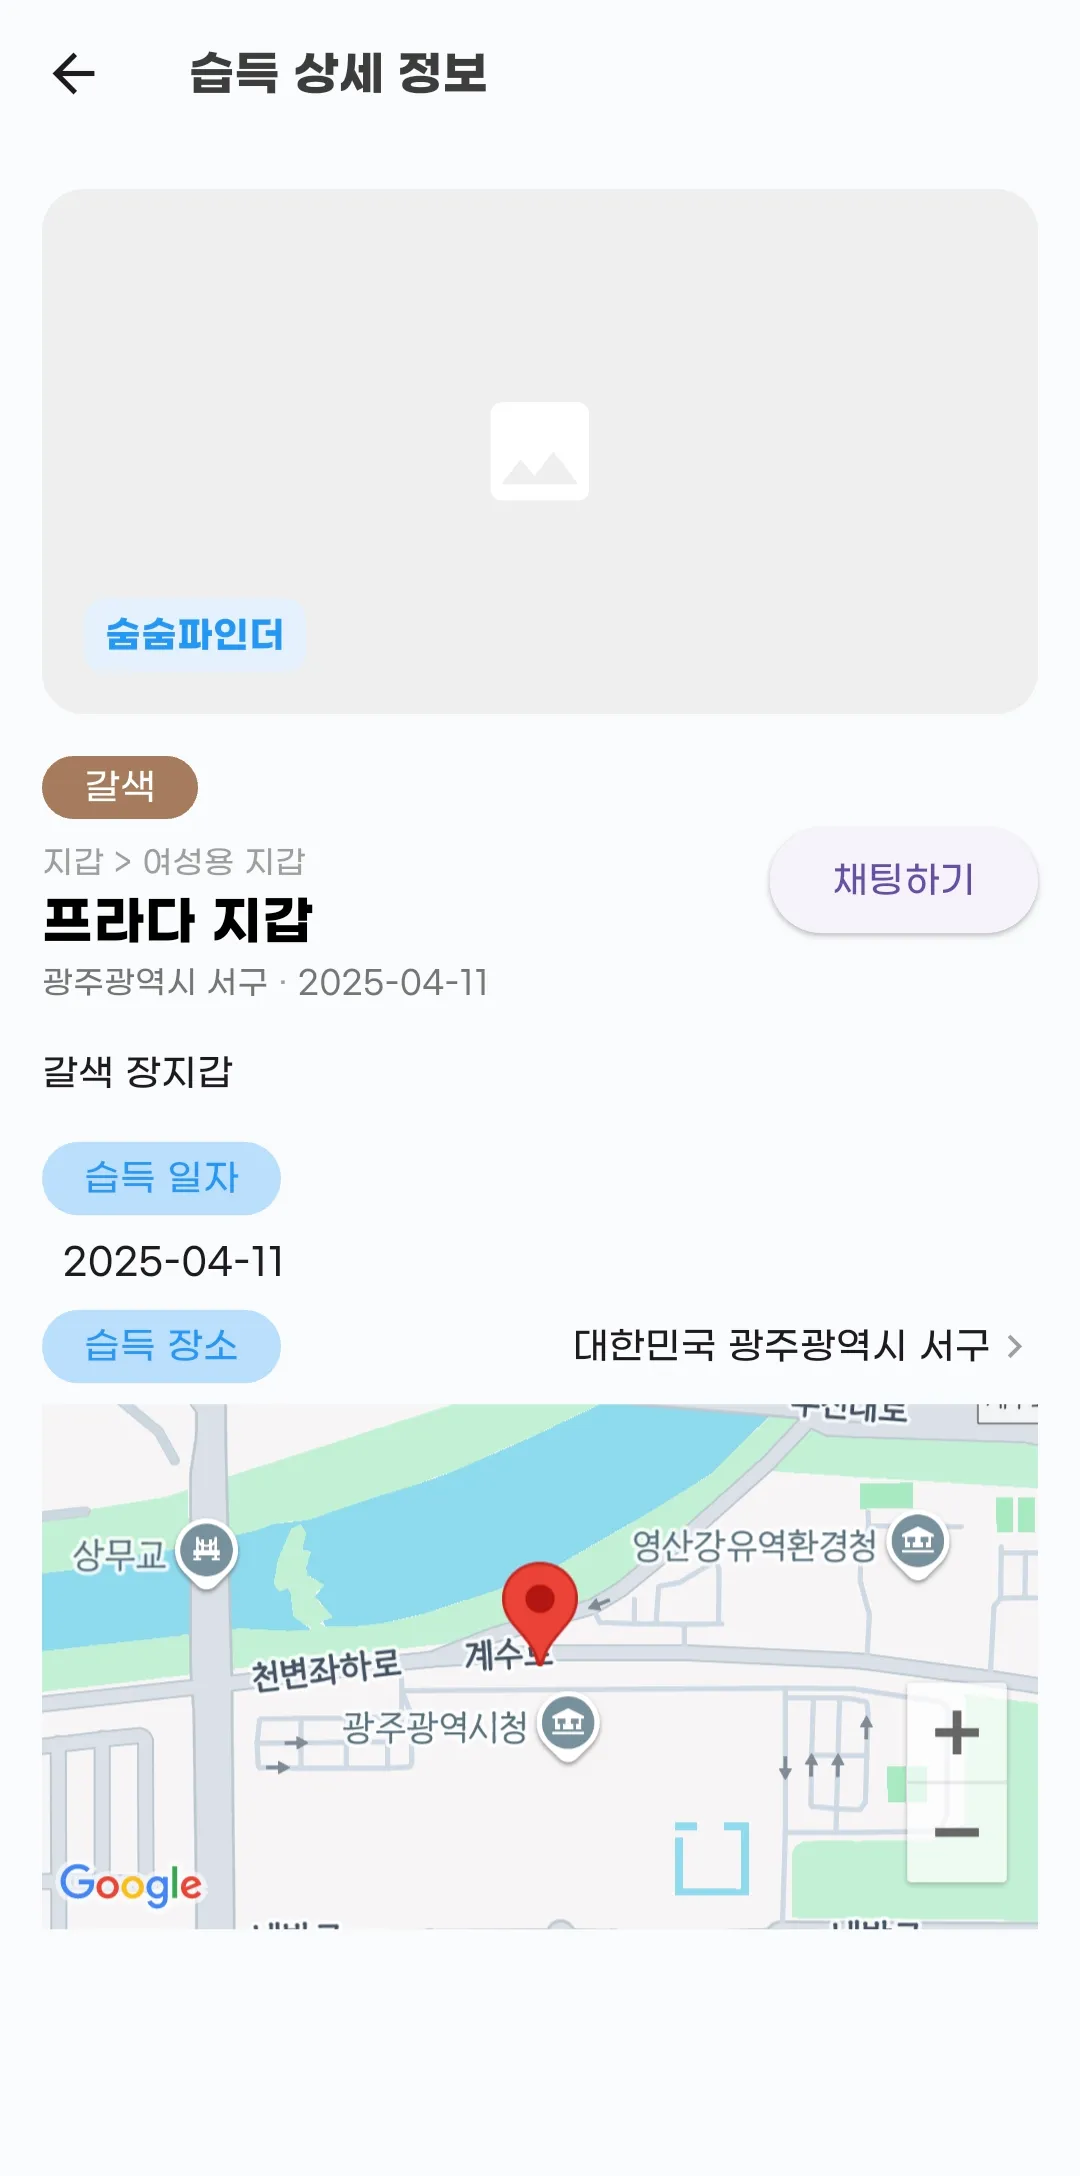 습득 상세 정보
숨숨파인더
갈색
지갑 > 여성용 지갑
채팅하기
프라다 지갑
광주광역시 서구 · 2025-04-11
갈색 장지갑
습득 일자
2025-04-11
습득 장소
대한민국 광주광역시 서구
상무교
영산강유역환경청
천변좌하로
광주광역시청
Google